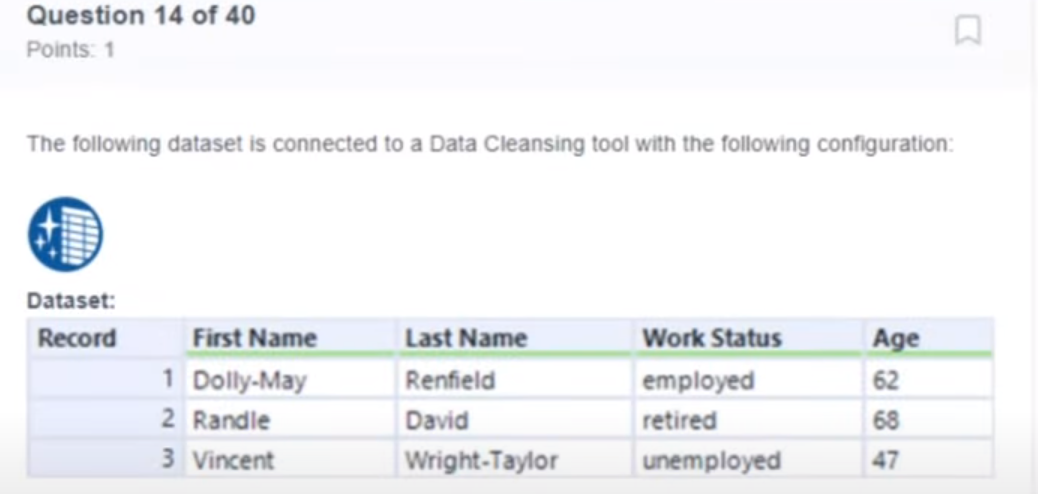 Question 14 of 40
Points: 1
The following dataset is connected to a Data Cleansing tool with the following configuration:
Dataset:
Record First Name Last Name Work Status Age
1 Dolly-May Renfield employed 62
2 Randle David retired 68
3 Vincent Wright-Taylor unemployed 47